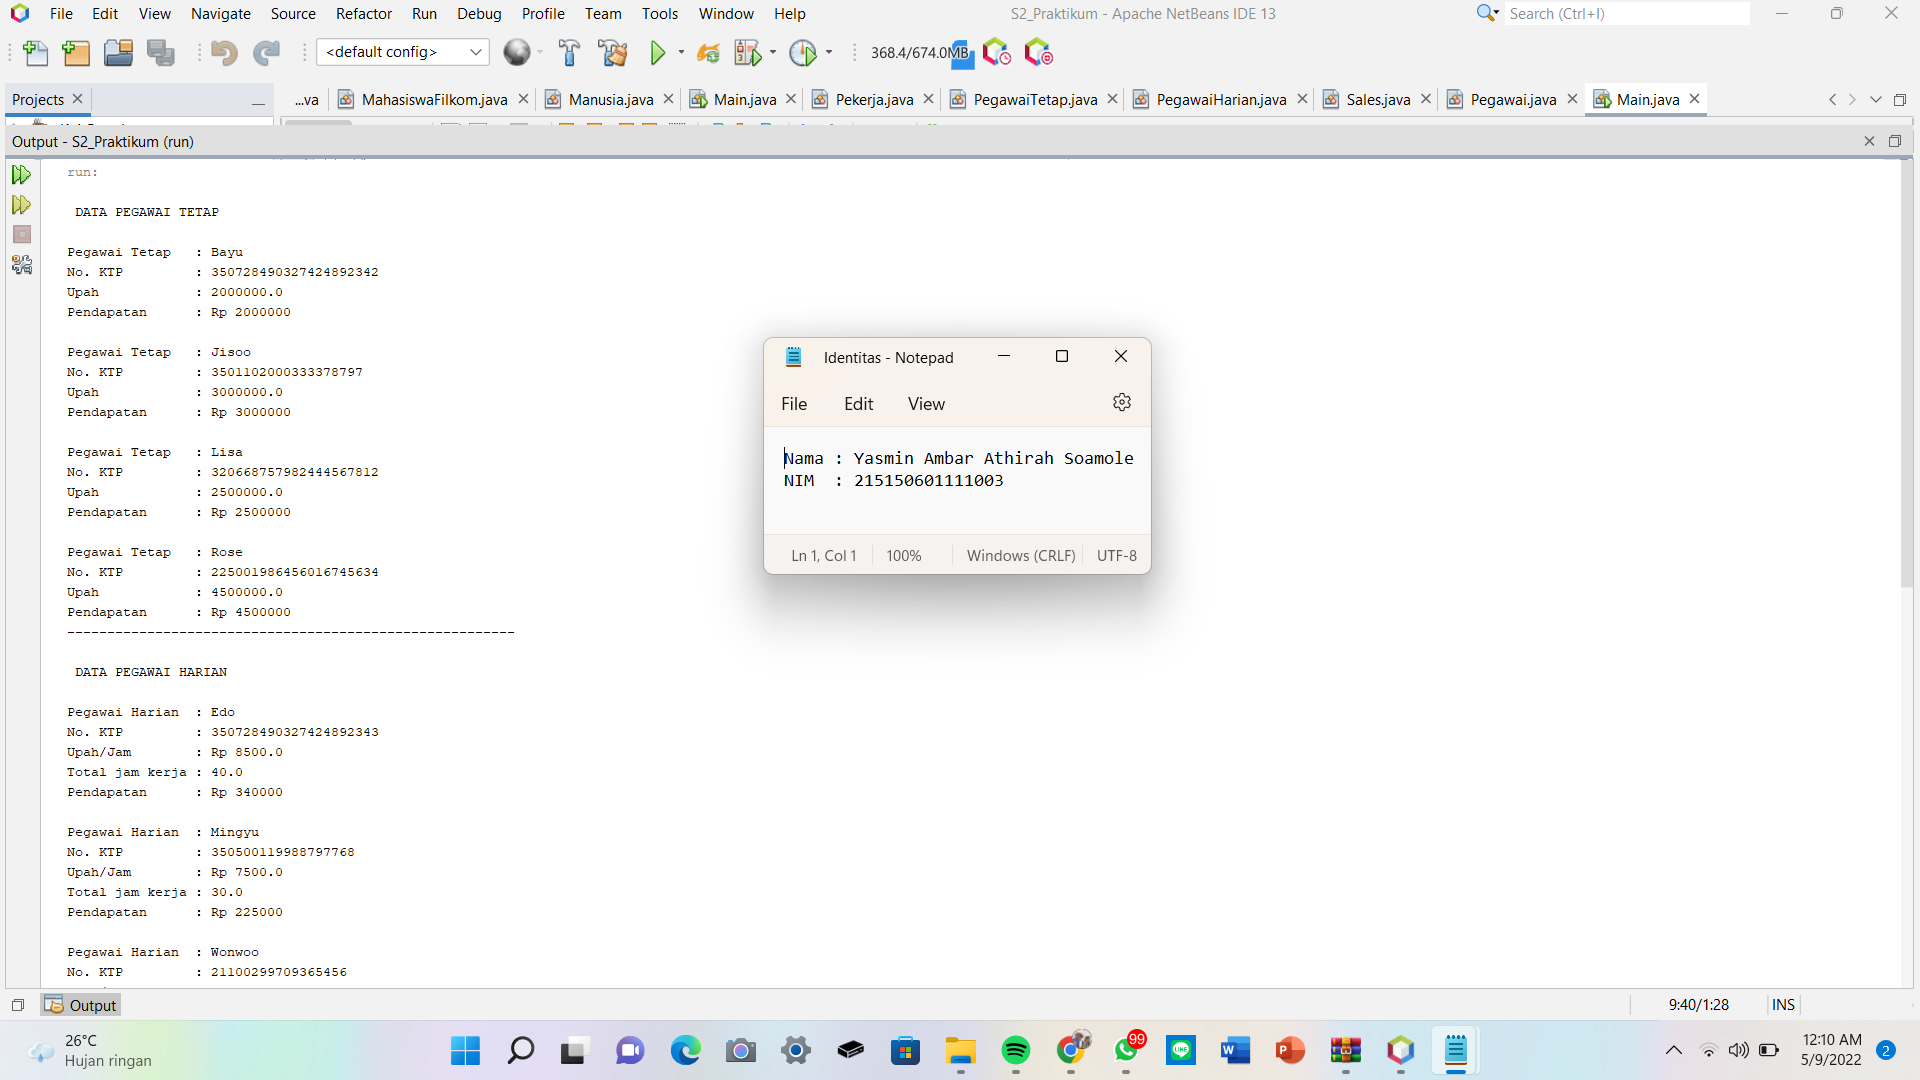 File Edit View Navigate Source Refactor Run Debug Profile Team Tools Window Help S2_Praktikum - Apache NetBeans IDE 13 Search (Ctrl+I)
<default config> 368.4/674.0MB
Projects ...va MahasiswaFilkom.java Manusia.java Main.java Pekerja.java PegawaiTetap.java PegawaiHarian.java Sales.java Pegawai.java Main.java
Output - S2_Praktikum (run)
run:
DATA PEGAWAI TETAP
Pegawai Tetap : Bayu
No. KTP : 350728490327424892342
Upah : 2000000.0
Pendapatan : Rp 2000000
Pegawai Tetap : Jisoo
No. KTP : 3501102000333378797
Upah : 3000000.0
Pendapatan : Rp 3000000
Pegawai Tetap : Lisa
No. KTP : 320668757982444567812
Upah : 2500000.0
Pendapatan : Rp 2500000
Pegawai Tetap : Rose
No. KTP : 225001986456016745634
Upah : 4500000.0
Pendapatan : Rp 4500000
--------------------------------------------------------
DATA PEGAWAI HARIAN
Pegawai Harian : Edo
No. KTP : 350728490327424892343
Upah/Jam : Rp 8500.0
Total jam kerja : 40.0
Pendapatan : Rp 340000
Pegawai Harian : Mingyu
No. KTP : 350500119988797768
Upah/Jam : Rp 7500.0
Total jam kerja : 30.0
Pendapatan : Rp 225000
Pegawai Harian : Wonwoo
No. KTP : 21100299709365456
Identitas - Notepad
File Edit View
Nama : Yasmin Ambar Athirah Soamole
NIM : 215150601111003
Ln 1, Col 1 100% Windows (CRLF) UTF-8
Output 9:40/1:28 INS
26°C
Hujan ringan
99
12:10 AM
5/9/2022
2